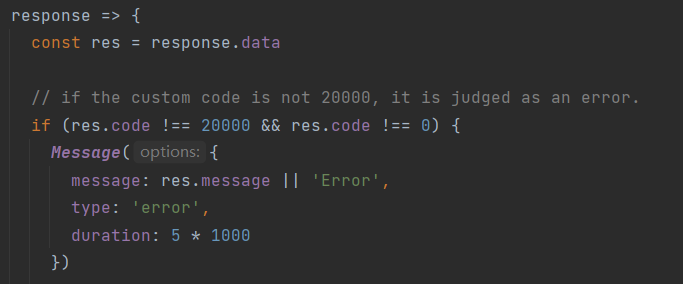 response => {
const res = response.data
// if the custom code is not 20000, it is judged as an error.
if (res.code !== 20000 && res.code !== 0) {
Message( options: {
message: res.message || 'Error',
type: 'error',
duration: 5 * 1000
})